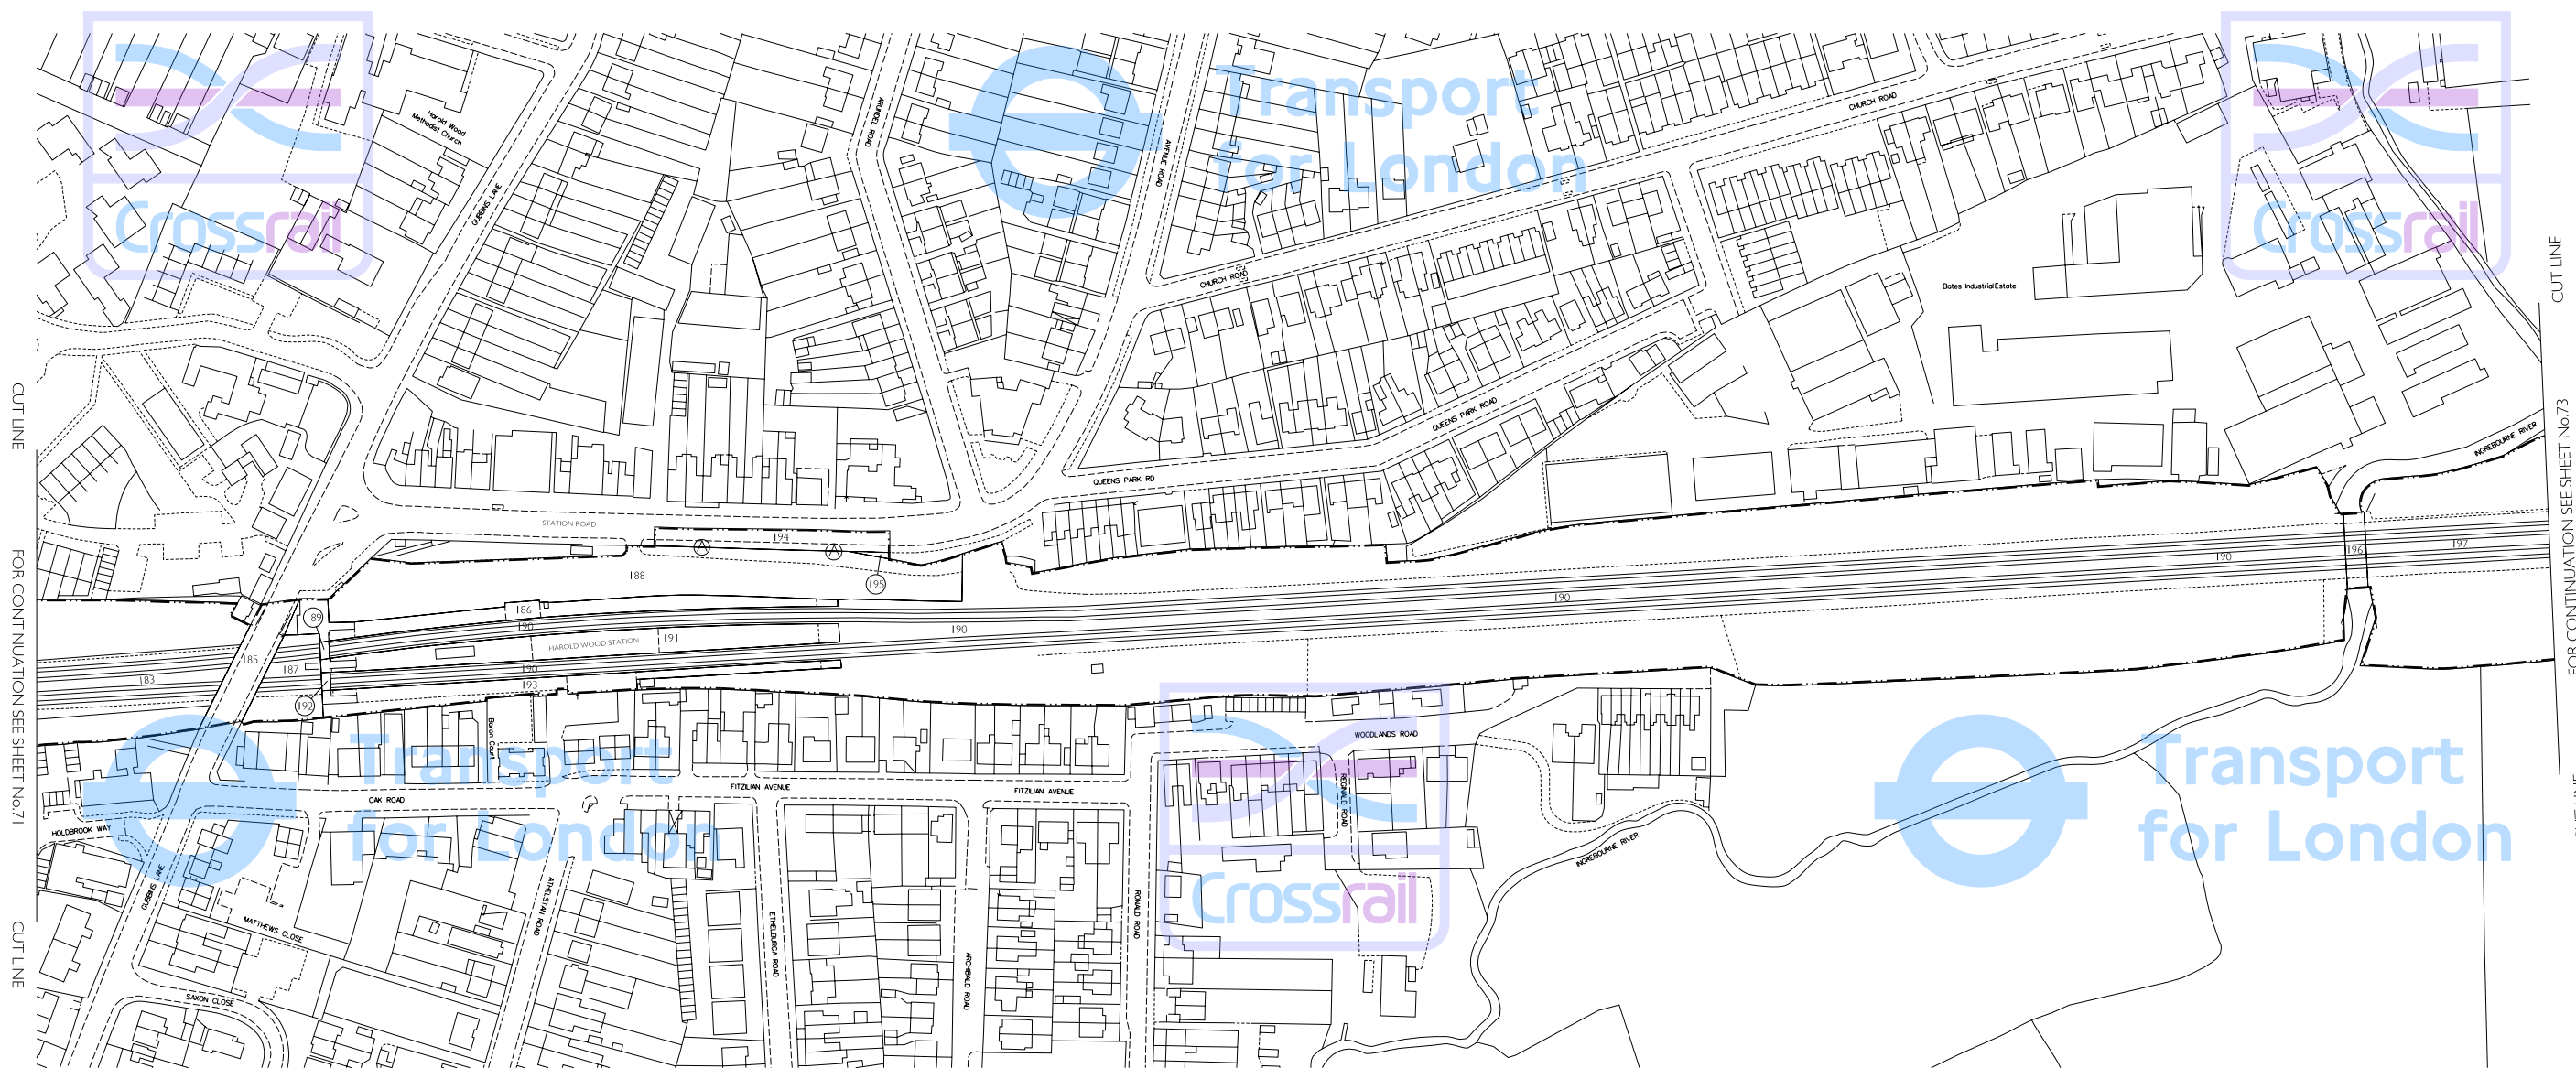 Transport
for London
Crossrail
Crossrail
Harold Wood
Methodist Church
GUBBINS LANE
ARUNDEL ROAD
AVENUE ROAD
CHURCH ROAD
CHURCH ROAD
Bates Industrial Estate
CUT LINE
CUT LINE
FOR CONTINUATION SEE SHEET No.73
INGREBOURNE RIVER
QUEENS PARK ROAD
QUEENS PARK RD
STATION ROAD
194
A
A
195
188
196
197
190
190
190
189
186
190
191
HAROLD WOOD STATION
185
187
183
190
193
192
FOR CONTINUATION SEE SHEET No.71
CUT LINE
Baron Court
WOODLANDS ROAD
REGINALD ROAD
Transport
for London
Crossrail
Transport
for London
OAK ROAD
FITZILIAN AVENUE
FITZILIAN AVENUE
HOLDBROOK WAY
GUBBINS LANE
MATTHEWS CLOSE
SAXON CLOSE
ATHELSTAN ROAD
ETHELBURGA ROAD
ARCHIBALD ROAD
RONALD ROAD
INGREBOURNE RIVER